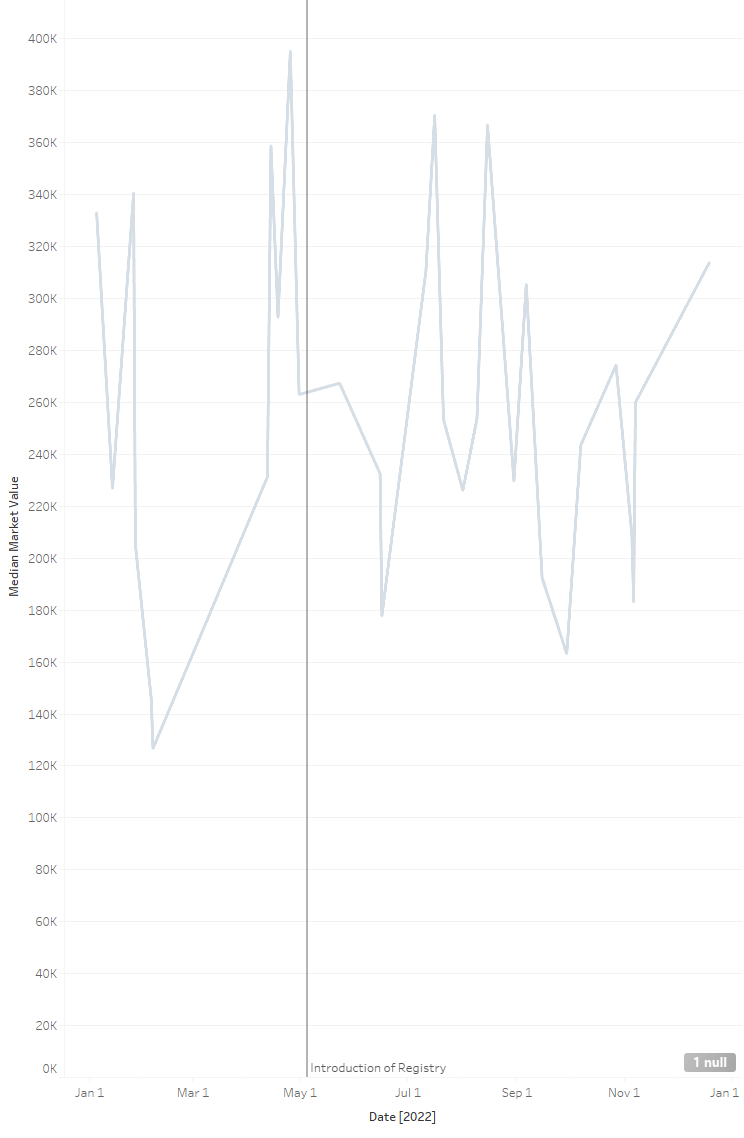 400K
380K
360K
340K
320K
300K
280K
260K
240K
220K
200K
180K
160K
140K
120K
100K
80K
60K
40K
20K
0K
Median Market Value
Introduction of Registry
1 null
Jan 1 Mar 1 May 1 Jul 1 Sep 1 Nov 1 Jan 1
Date [2022]